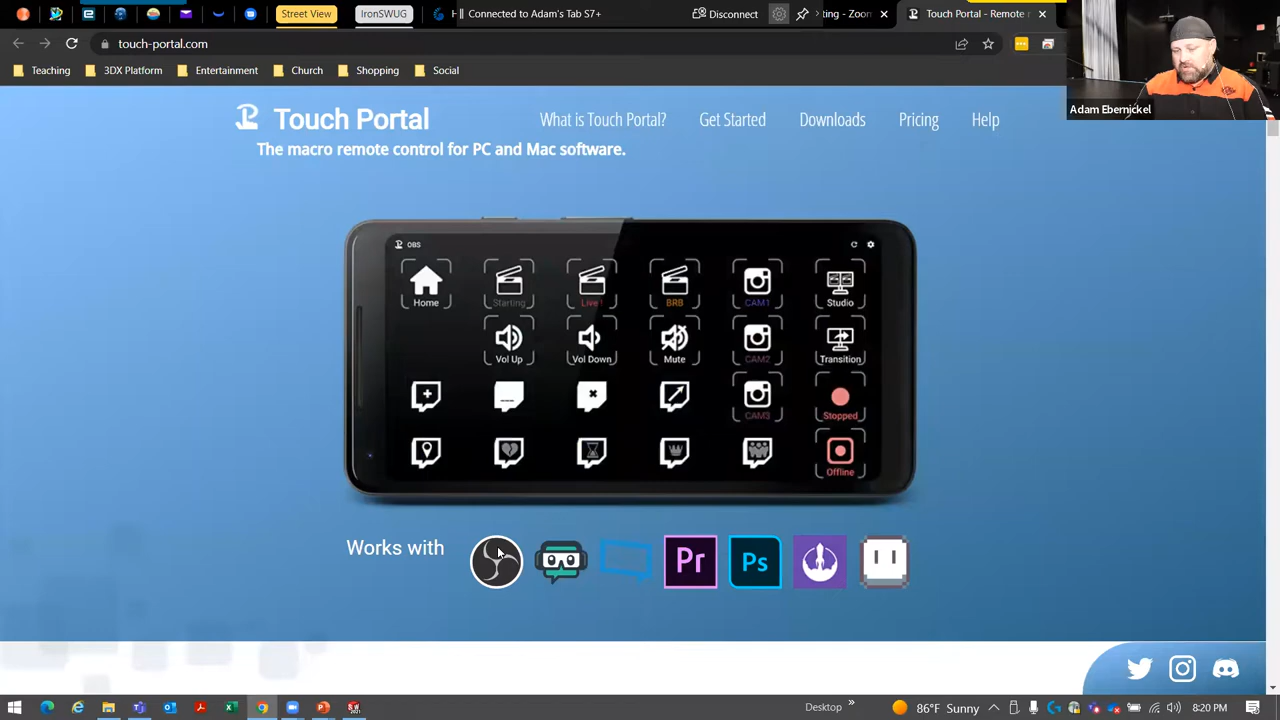 Street View
IronSWUG
Connected to Adam's Tab S7+
Disconnect
ting - Zoom
Touch Portal - Remote
touch-portal.com
Teaching
3DX Platform
Entertainment
Church
Shopping
Social
Adam Ebernickel
Touch Portal
What is Touch Portal?
Get Started
Downloads
Pricing
Help
The macro remote control for PC and Mac software.
OBS
Home
Starting
Live !
BRB
CAM1
Studio
Vol Up
Vol Down
Mute
CAM2
Transition
CAM3
Stopped
Offline
Works with
Pr
Ps
Desktop
86°F Sunny
8:20 PM